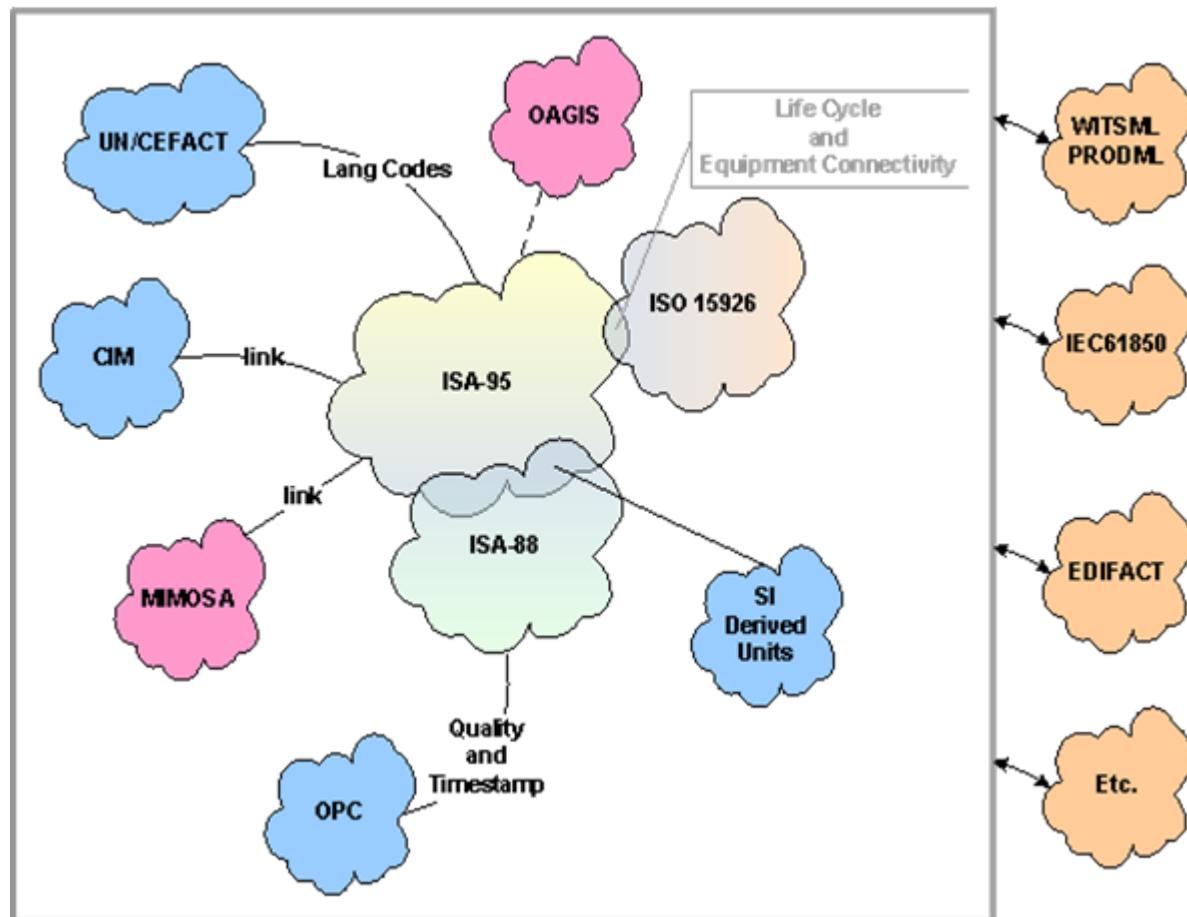 OAGIS
Life Cycle
and
Equipment Connectivity
WITSML
PRODML
UN/CEFACT
Lang Codes
ISO 15926
IEC61850
CIM
link
ISA-95
link
ISA-88
MIMOSA
SI
Derived
Units
EDIFACT
Quality
and
Timestamp
OPC
Etc.